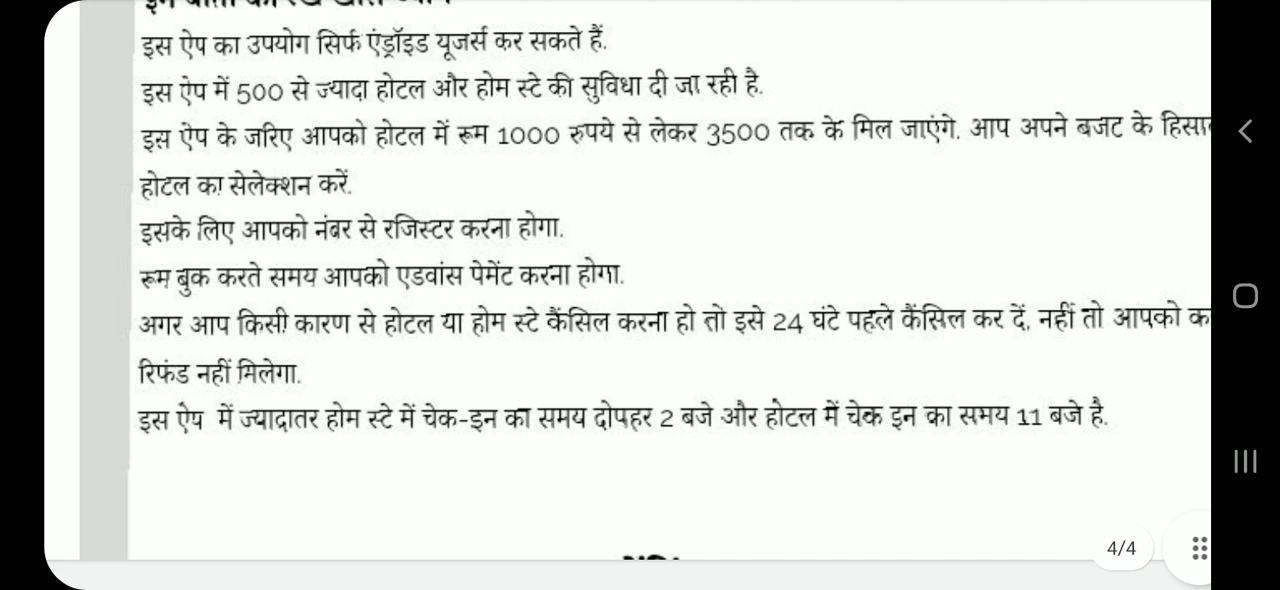 इस ऐप का उपयोग सिर्फ एंड्रॉइड यूजर्स कर सकते हैं.
इस ऐप में 500 से ज्यादा होटल और होम स्टे की सुविधा दी जा रही है.
इस ऐप के जरिए आपको होटल में रूम 1000 रुपये से लेकर 3500 तक के मिल जाएंगे. आप अपने बजट के
होटल का सेलेक्शन करें.
इसके लिए आपको नंबर से रजिस्टर करना होगा.
रूम बुक करते समय आपको एडवांस पेमेंट करना होगा.
अगर आप किसी कारण से होटल या होम स्टे कैंसिल करना हो तो इसे 24 घंटे पहले कैंसिल कर दें, नहीं तो आपको
रिफंड नहीं मिलेगा.
इस ऐप में ज्यादातर होम स्टे में चेक-इन का समय दोपहर 2 बजे और होटल में चेक इन का समय 11 बजे है.
4/4